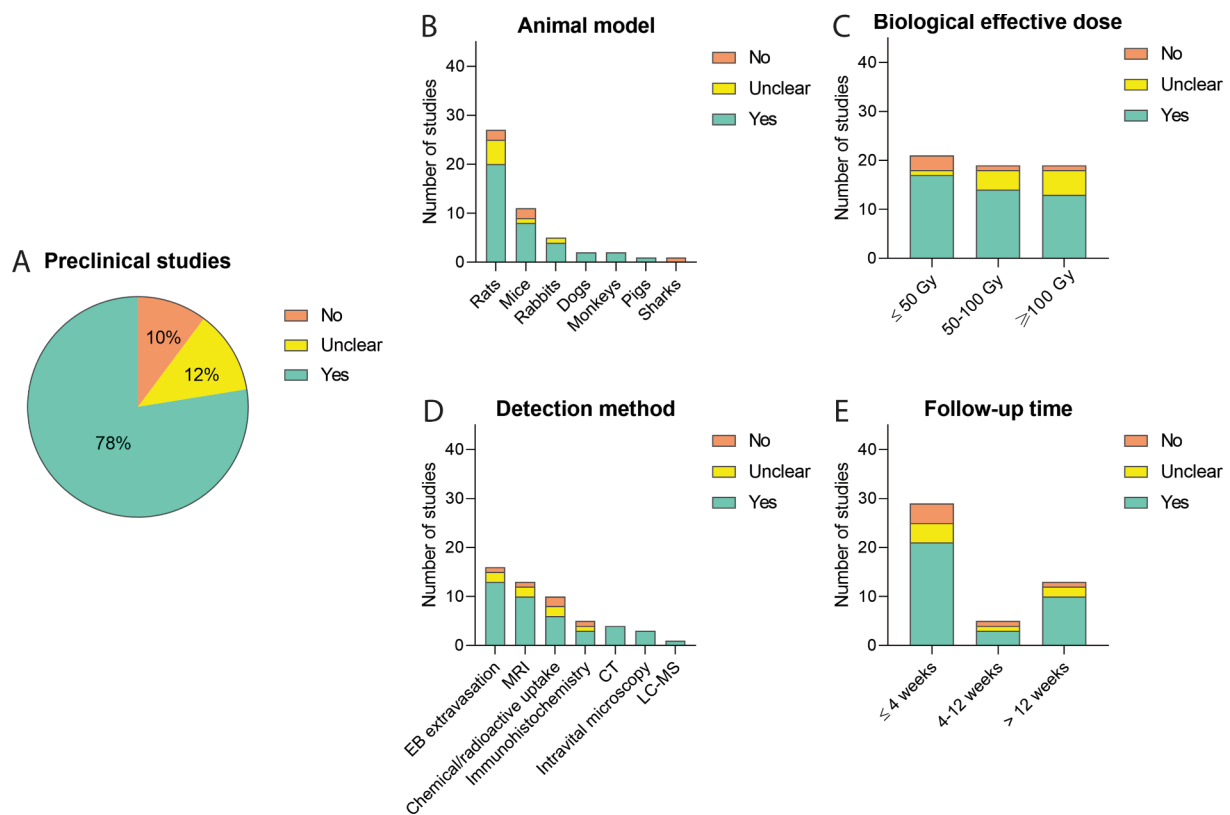 A Preclinical studies
10%
12%
78%
No
Unclear
Yes
B Animal model
Number of studies
40
30
20
10
0
Rats
Mice
Rabbits
Dogs
Monkeys
Pigs
Sharks
No
Unclear
Yes
C Biological effective dose
Number of studies
40
30
20
10
0
≤ 50 Gy
50-100 Gy
⩾100 Gy
No
Unclear
Yes
D Detection method
Number of studies
40
30
20
10
0
EB extravasation
MRI
Chemical/radioactive uptake
Immunohistochemistry
CT
Intravital microscopy
LC-MS
No
Unclear
Yes
E Follow-up time
Number of studies
40
30
20
10
0
≤ 4 weeks
4-12 weeks
> 12 weeks
No
Unclear
Yes